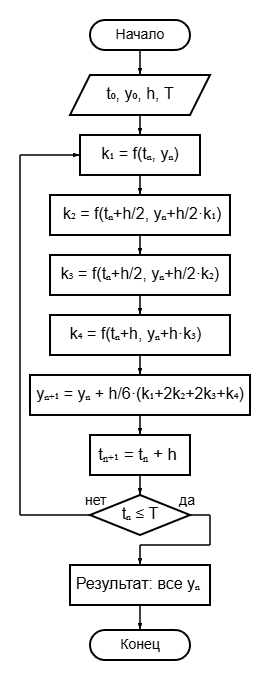 Начало
t₀, y₀, h, T
k₁ = f(tₙ, yₙ)
k₂ = f(tₙ+h/2, yₙ+h/2·k₁)
k₃ = f(tₙ+h/2, yₙ+h/2·k₂)
k₄ = f(tₙ+h, yₙ+h·k₃)
yₙ₊₁ = yₙ + h/6·(k₁+2k₂+2k₃+k₄)
tₙ₊₁ = tₙ + h
нет
да
tₙ ≤ T
Результат: все yₙ
Конец